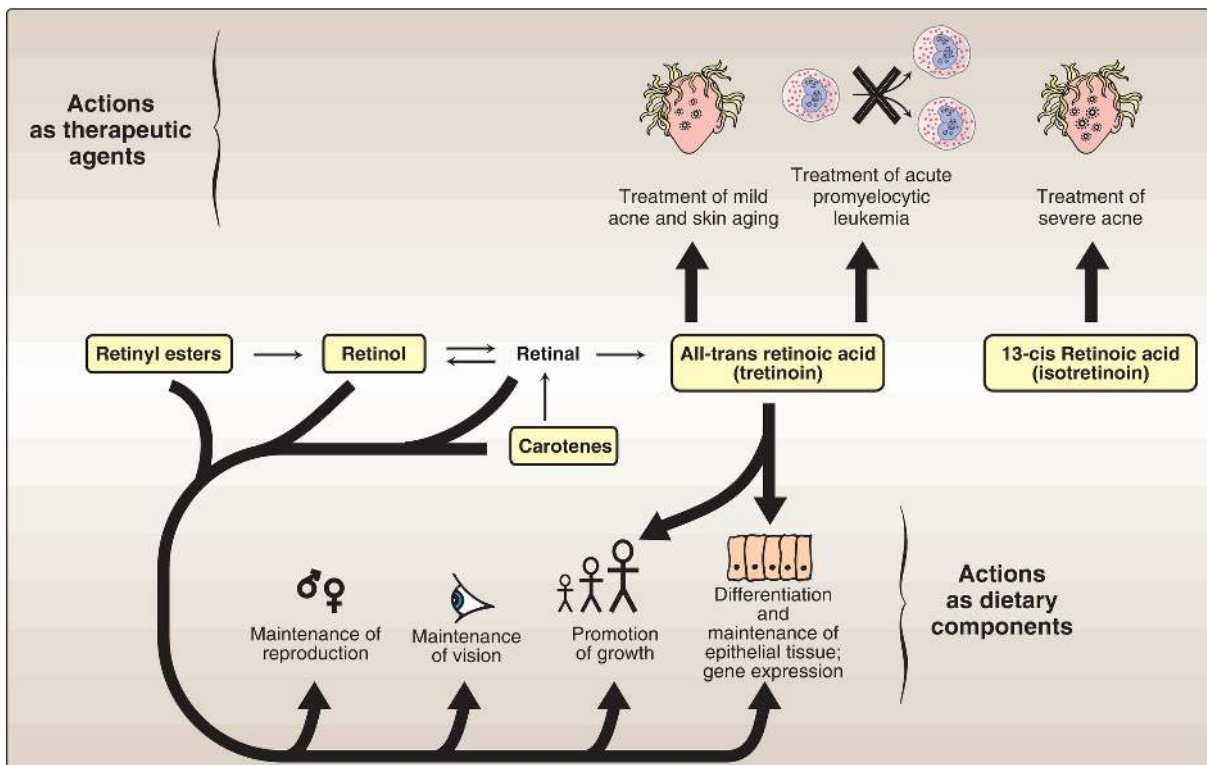 Actions
as therapeutic
agents
Treatment of mild
acne and skin aging
Treatment of acute
promyelocytic
leukemia
Treatment of
severe acne
Retinyl esters
Retinol
Retinal
All-trans retinoic acid
(tretinoin)
13-cis Retinoic acid
(isotretinoin)
Carotenes
Maintenance of
reproduction
Maintenance
of vision
Promotion
of growth
Differentiation
and
maintenance of
epithelial tissue;
gene expression
Actions
as dietary
components